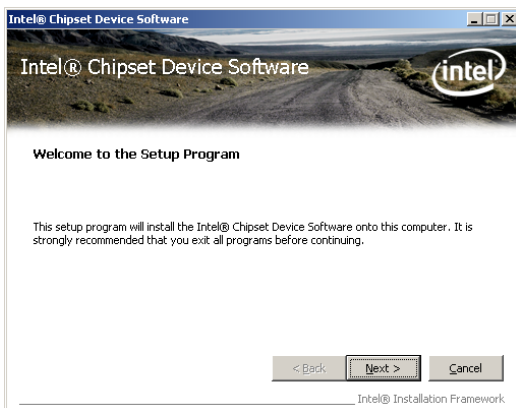 Intel® Chipset Device Software
Intel® Chipset Device Software
intel
Welcome to the Setup Program
This setup program will install the Intel® Chipset Device Software onto this computer. It is
strongly recommended that you exit all programs before continuing.
< Back Next > Cancel
Intel® Installation Framework